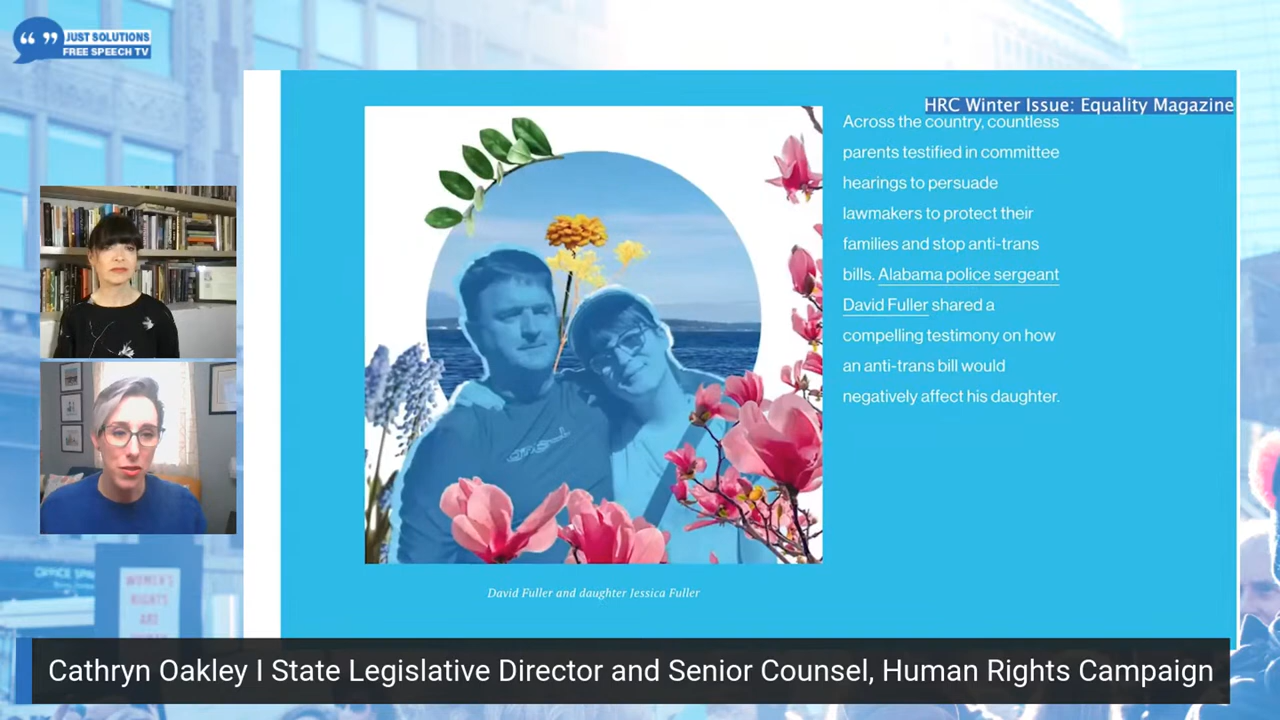 JUST SOLUTIONS
FREE SPEECH TV
HRC Winter Issue: Equality Magazine
Across the country, countless
parents testified in committee
hearings to persuade
lawmakers to protect their
families and stop anti-trans
bills. Alabama police sergeant
David Fuller shared a
compelling testimony on how
an anti-trans bill would
negatively affect his daughter.
David Fuller and daughter Jessica Fuller
WOMEN'S
RIGHTS
ARE
Cathryn Oakley I State Legislative Director and Senior Counsel, Human Rights Campaign